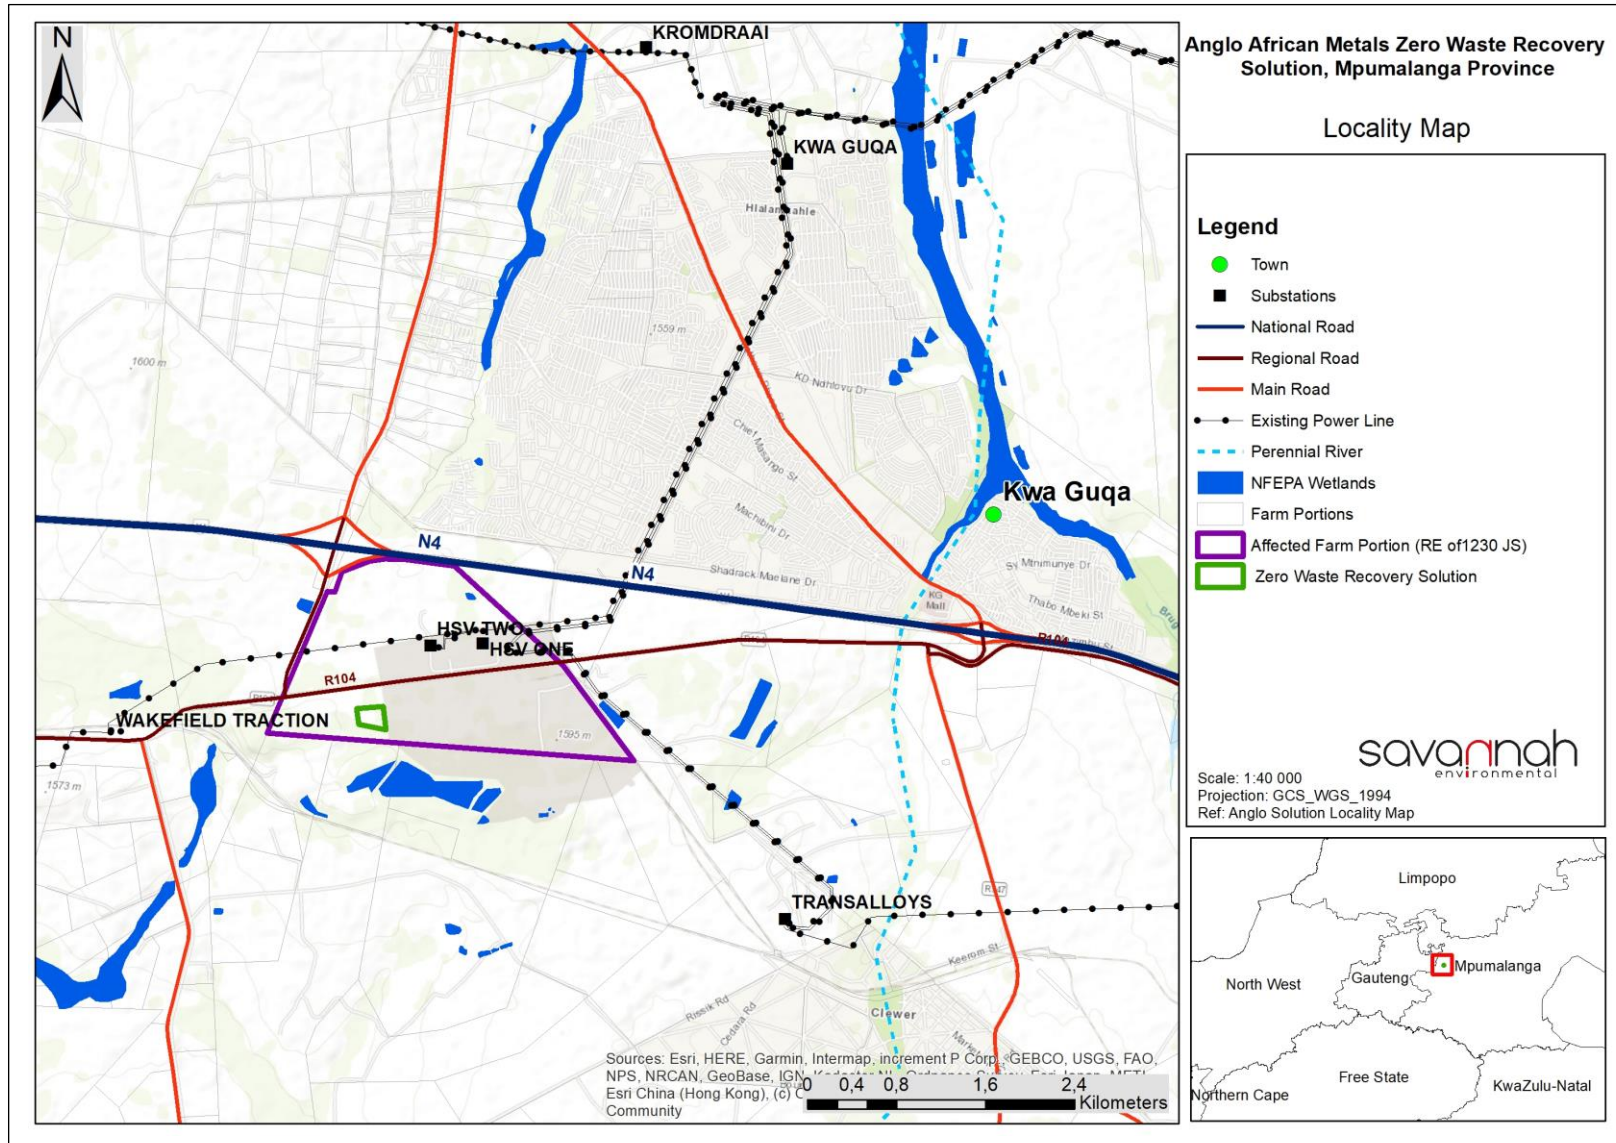 N
KROMDRAAI
KWA GUQA
1559 m
1600 m
KD Ndhlovu Dr
Chief Masango St
Machibini Dr
Kwa Guqa
N4
N4
Shadrack Maelane Dr
Sy Mtnimunye Dr
KG
Mall
Thabo Mbeki St
R104
Brug
HSV TWO
HSV ONE
R104
WAKEFIELD TRACTION
1595 m
1573 m
TRANSALLOYS
Keerom St
Rissik Rd
Cedara Rd
Clewer
Sources: Esri, HERE, Garmin, Intermap, increment P Corp., GEBCO, USGS, FAO,
NPS, NRCAN, GeoBase, IGN,
Esri China (Hong Kong), (c)
Community
0 0,4 0,8 1,6 2,4
Kilometers
Anglo African Metals Zero Waste Recovery
Solution, Mpumalanga Province
Locality Map
Legend
Town
Substations
National Road
Regional Road
Main Road
Existing Power Line
Perennial River
NFEPA Wetlands
Farm Portions
Affected Farm Portion (RE of1230 JS)
Zero Waste Recovery Solution
savannah
environmental
Scale: 1:40 000
Projection: GCS_WGS_1994
Ref: Anglo Solution Locality Map
Limpopo
North West
Gauteng
Mpumalanga
Free State
Northern Cape
KwaZulu-Natal